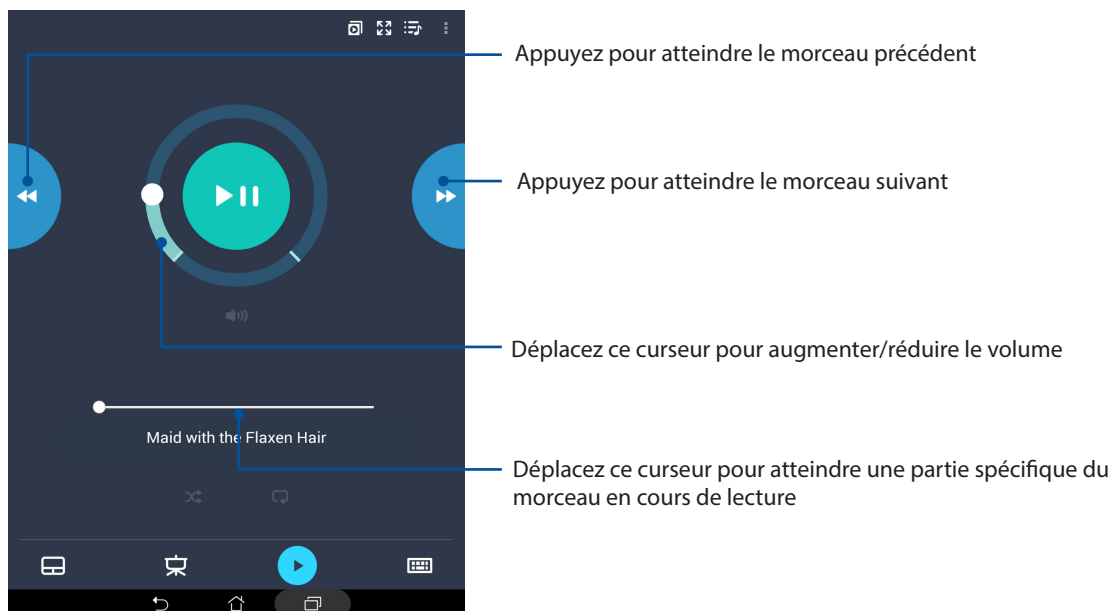 Appuyez pour atteindre le morceau précédent
Appuyez pour atteindre le morceau suivant
Déplacez ce curseur pour augmenter/réduire le volume
Maid with the Flaxen Hair
Déplacez ce curseur pour atteindre une partie spécifique du
morceau en cours de lecture